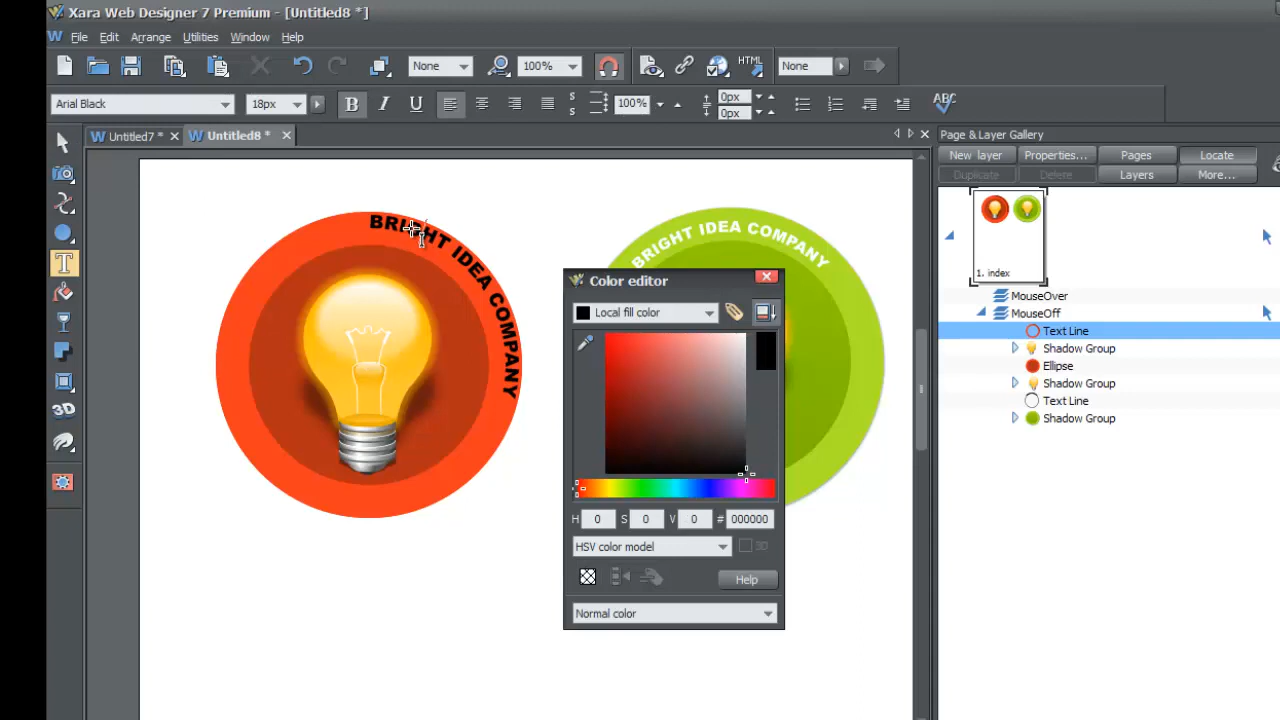 Xara Web Designer 7 Premium - [Untitled8 *]
File Edit Arrange Utilities Window Help
None 100% HTML None
Arial Black 18px B I U S S 100% 0px 0px ABC
Untitled7 * Untitled8 *
Page & Layer Gallery
New layer Properties... Pages Locate
Duplicate Delete Layers More...
1. index
MouseOver
MouseOff
Text Line
Shadow Group
Ellipse
Shadow Group
Text Line
Shadow Group
T
3D
BRIGHT IDEA COMPANY
BRIGHT IDEA COMPANY
Color editor
Local fill color
H 0 S 0 V 0 # 000000
HSV color model 3D
Help
Normal color